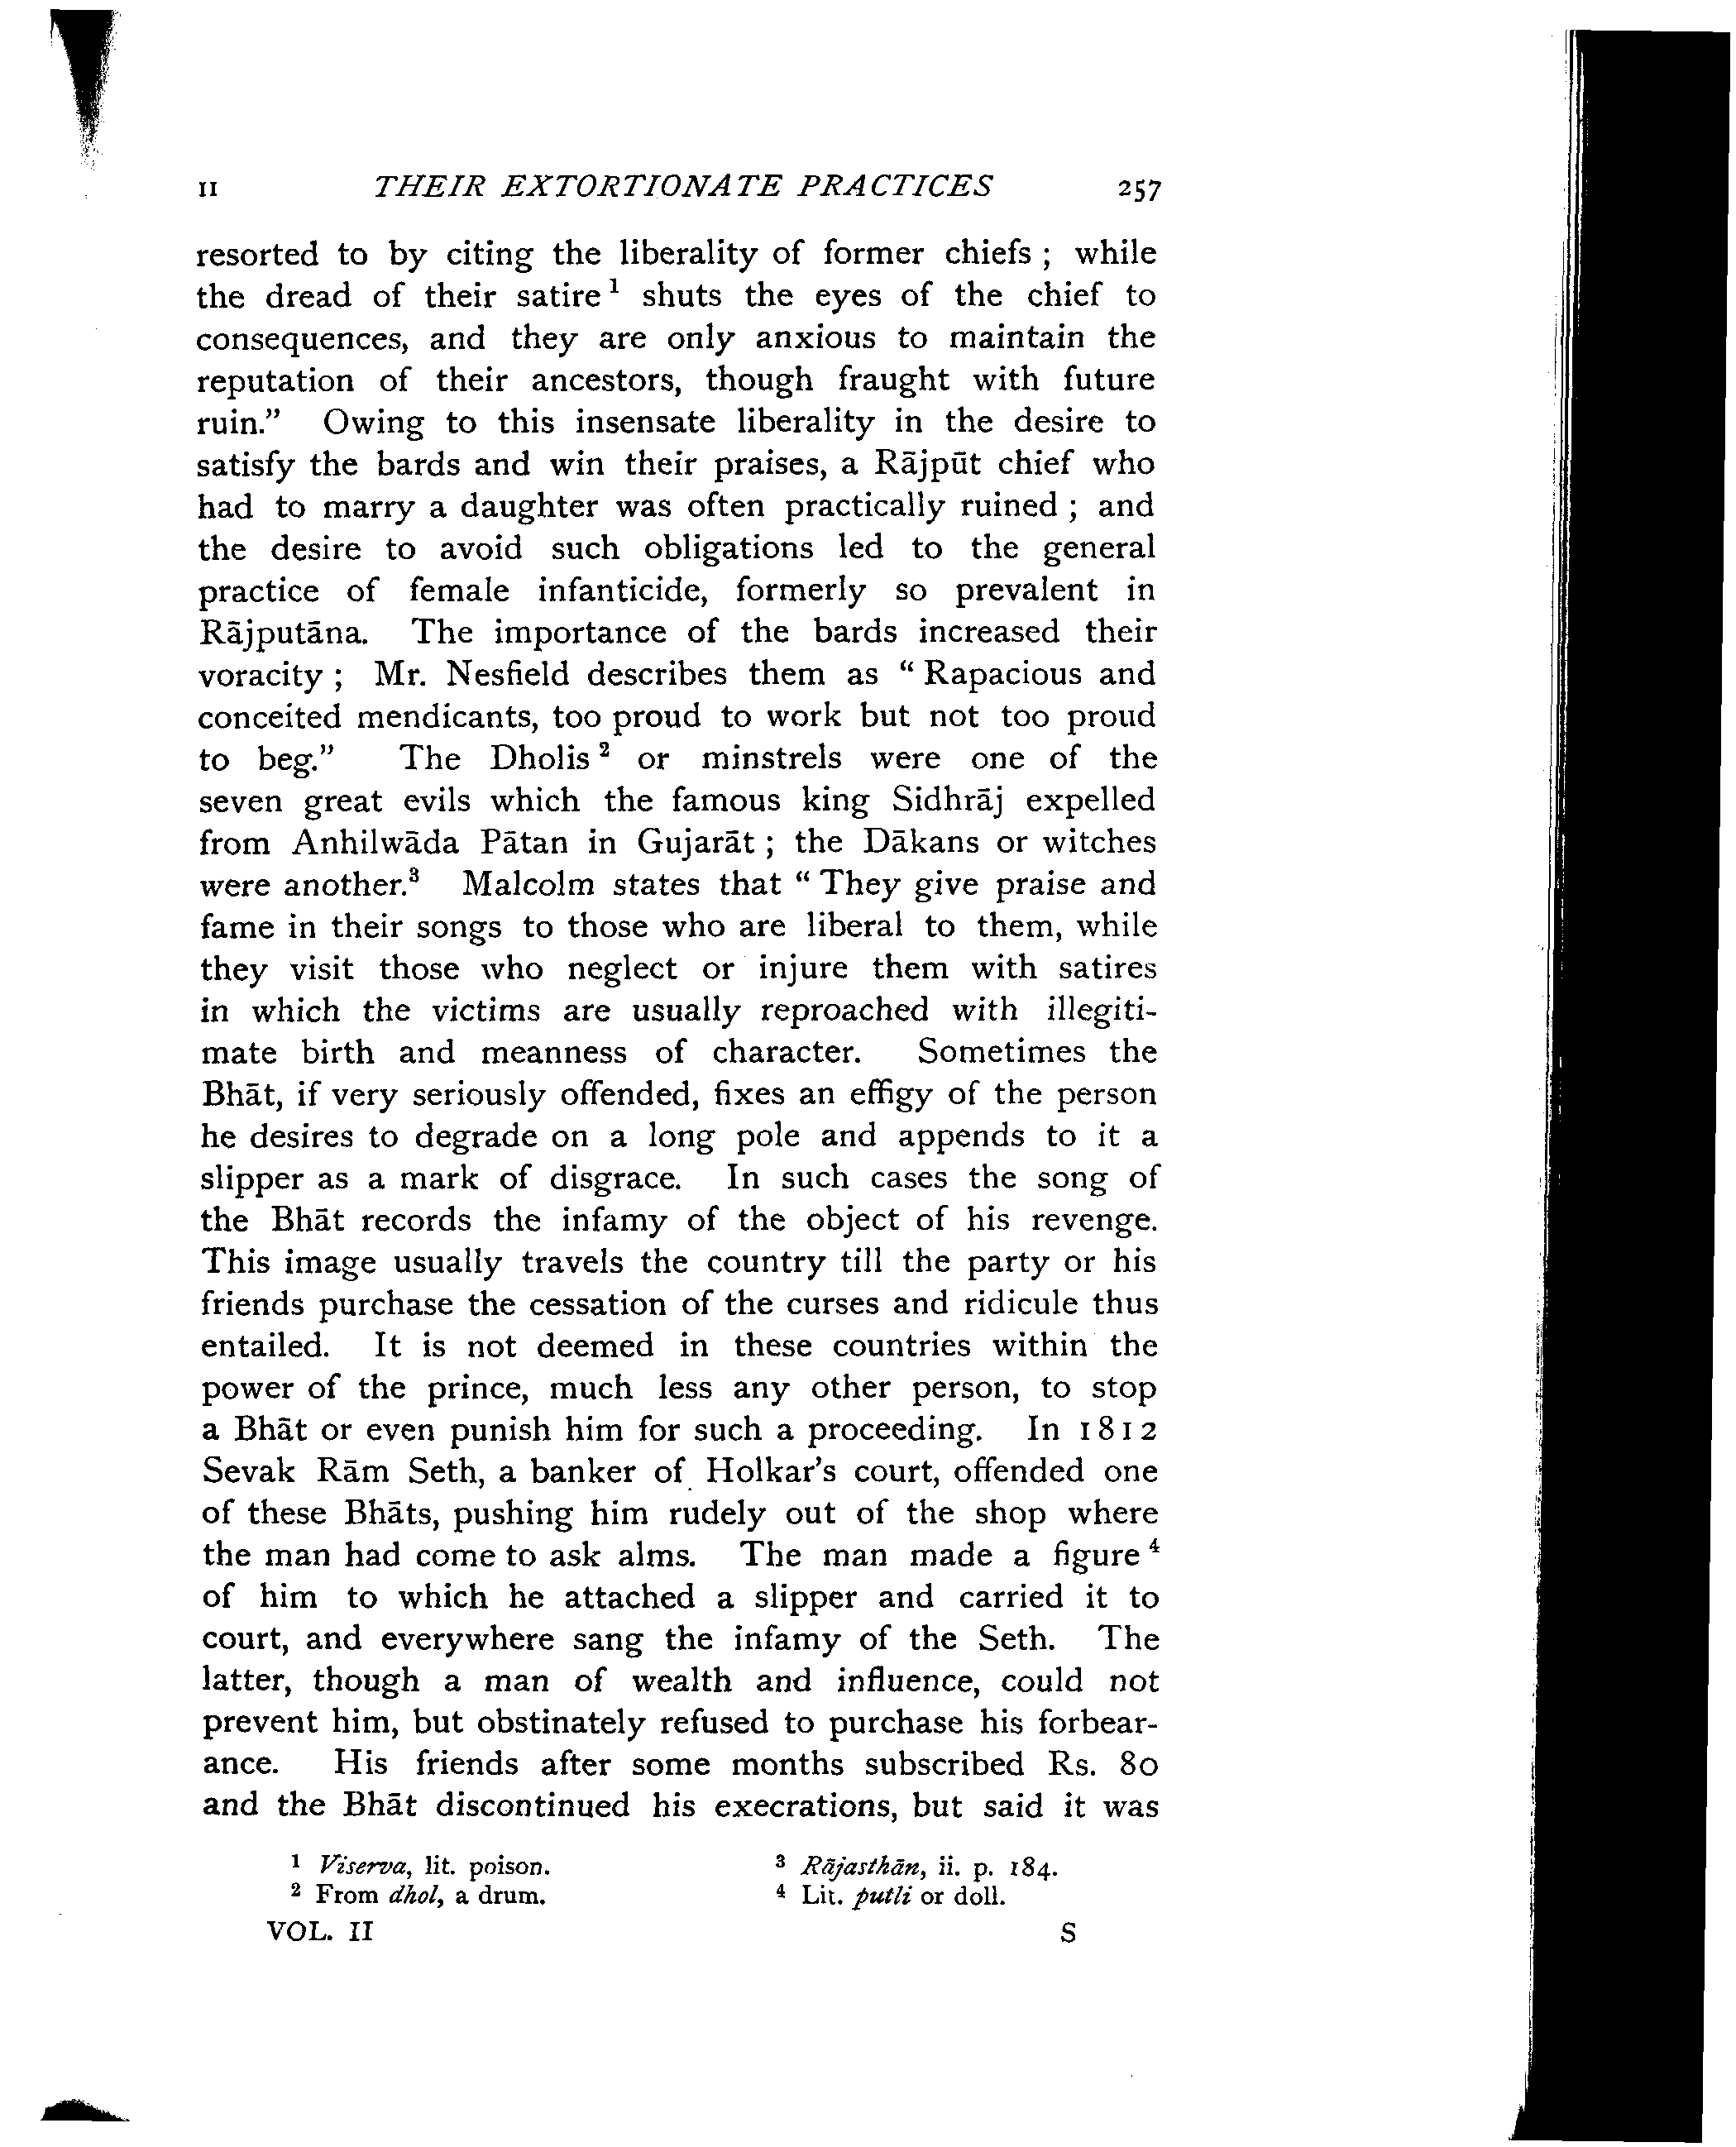 II THEIR EXTORTIONATE PRACTICES 257
resorted to by citing the liberality of former chiefs ; while
the dread of their satire ¹ shuts the eyes of the chief to
consequences, and they are only anxious to maintain the
reputation of their ancestors, though fraught with future
ruin.” Owing to this insensate liberality in the desire to
satisfy the bards and win their praises, a Rājpūt chief who
had to marry a daughter was often practically ruined ; and
the desire to avoid such obligations led to the general
practice of female infanticide, formerly so prevalent in
Rājputāna. The importance of the bards increased their
voracity ; Mr. Nesfield describes them as “ Rapacious and
conceited mendicants, too proud to work but not too proud
to beg.” The Dholis ² or minstrels were one of the
seven great evils which the famous king Sidhrāj expelled
from Anhilwāda Pātan in Gujarāt ; the Dākans or witches
were another.³ Malcolm states that “ They give praise and
fame in their songs to those who are liberal to them, while
they visit those who neglect or injure them with satires
in which the victims are usually reproached with illegiti-
mate birth and meanness of character. Sometimes the
Bhāt, if very seriously offended, fixes an effigy of the person
he desires to degrade on a long pole and appends to it a
slipper as a mark of disgrace. In such cases the song of
the Bhāt records the infamy of the object of his revenge.
This image usually travels the country till the party or his
friends purchase the cessation of the curses and ridicule thus
entailed. It is not deemed in these countries within the
power of the prince, much less any other person, to stop
a Bhāt or even punish him for such a proceeding. In 1812
Sevak Rām Seth, a banker of Holkar's court, offended one
of these Bhāts, pushing him rudely out of the shop where
the man had come to ask alms. The man made a figure ⁴
of him to which he attached a slipper and carried it to
court, and everywhere sang the infamy of the Seth. The
latter, though a man of wealth and influence, could not
prevent him, but obstinately refused to purchase his forbear-
ance. His friends after some months subscribed Rs. 80
and the Bhāt discontinued his execrations, but said it was
¹ Viserva, lit. poison.
² From dhol, a drum.
³ Rājasthān, ii. p. 184.
⁴ Lit. putli or doll.
VOL. II S